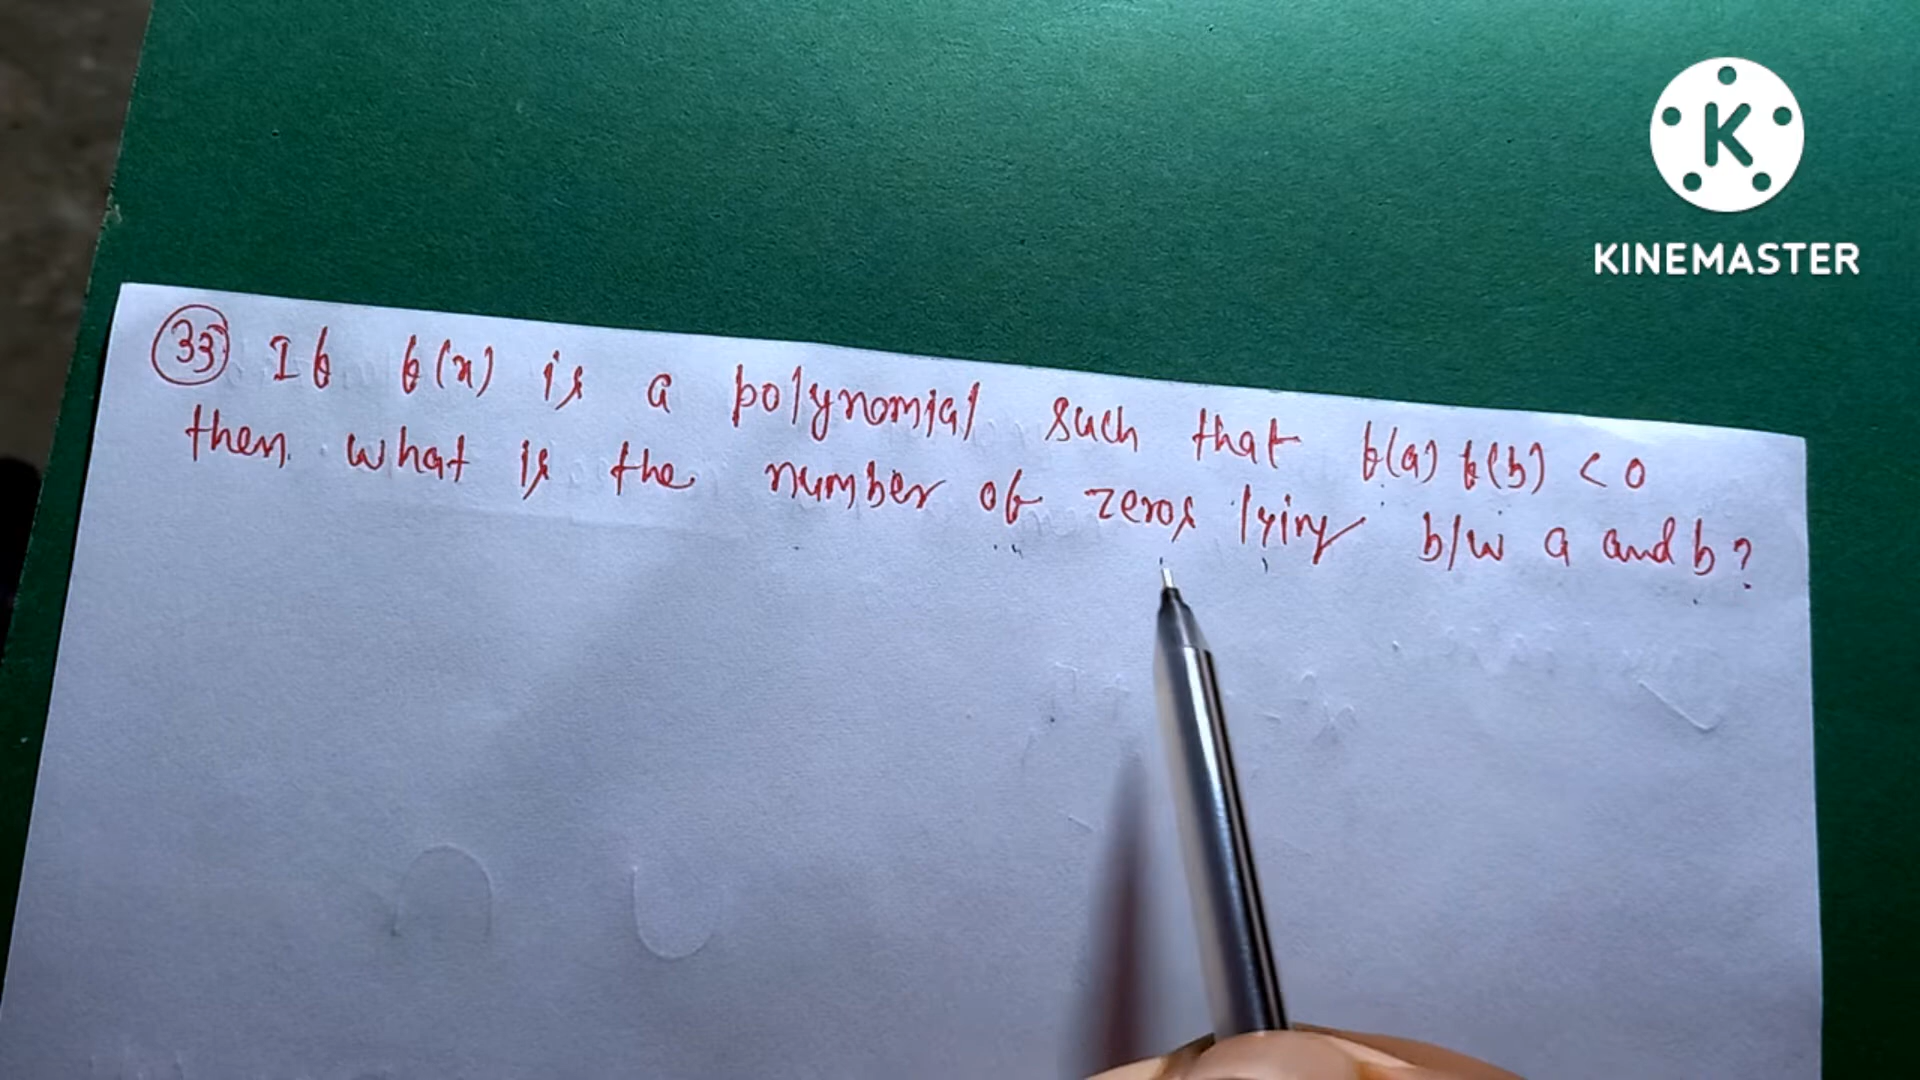 KINEMASTER
33 If f(x) is a polynomial such that f(a) f(b) < 0
then what is the number of zeros lying b/w a and b?